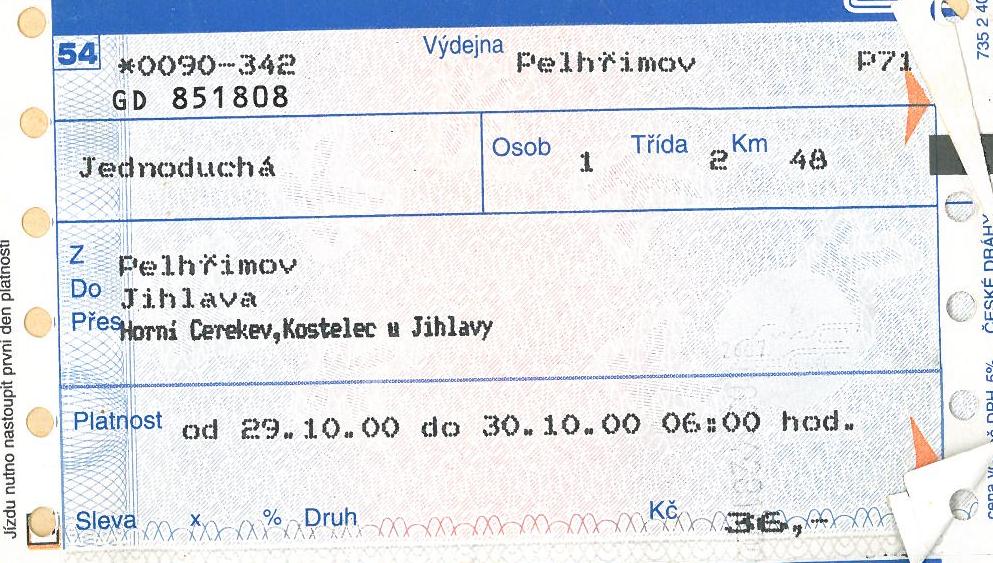 54
*0090-342
Výdejna Pelhřimov P71
GD 851808
Jednoduchá
Osob 1 Třída 2 Km 48
Z Pelhřimov
Do Jihlava
Přes Horní Cerekev,Kostelec u Jihlavy
Platnost od 29.10.00 do 30.10.00 06:00 hod.
Sleva x % Druh Kč 36,-
Jízdu nutno nastoupit první den platnosti
735 2 40
ČESKÉ DRÁHY